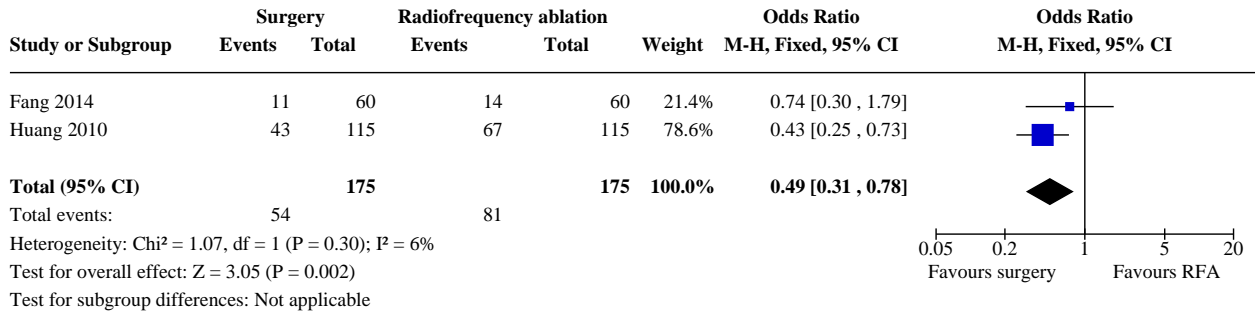 Surgery Radiofrequency ablation Odds Ratio Odds Ratio
Study or Subgroup Events Total Events Total Weight M-H, Fixed, 95% CI M-H, Fixed, 95% CI
Fang 2014 11 60 14 60 21.4% 0.74 [0.30 , 1.79]
Huang 2010 43 115 67 115 78.6% 0.43 [0.25 , 0.73]
Total (95% CI) 175 175 100.0% 0.49 [0.31 , 0.78]
Total events: 54 81
Heterogeneity: Chi² = 1.07, df = 1 (P = 0.30); I² = 6%
0.05 0.2 1 5 20
Test for overall effect: Z = 3.05 (P = 0.002)
Favours surgery Favours RFA
Test for subgroup differences: Not applicable